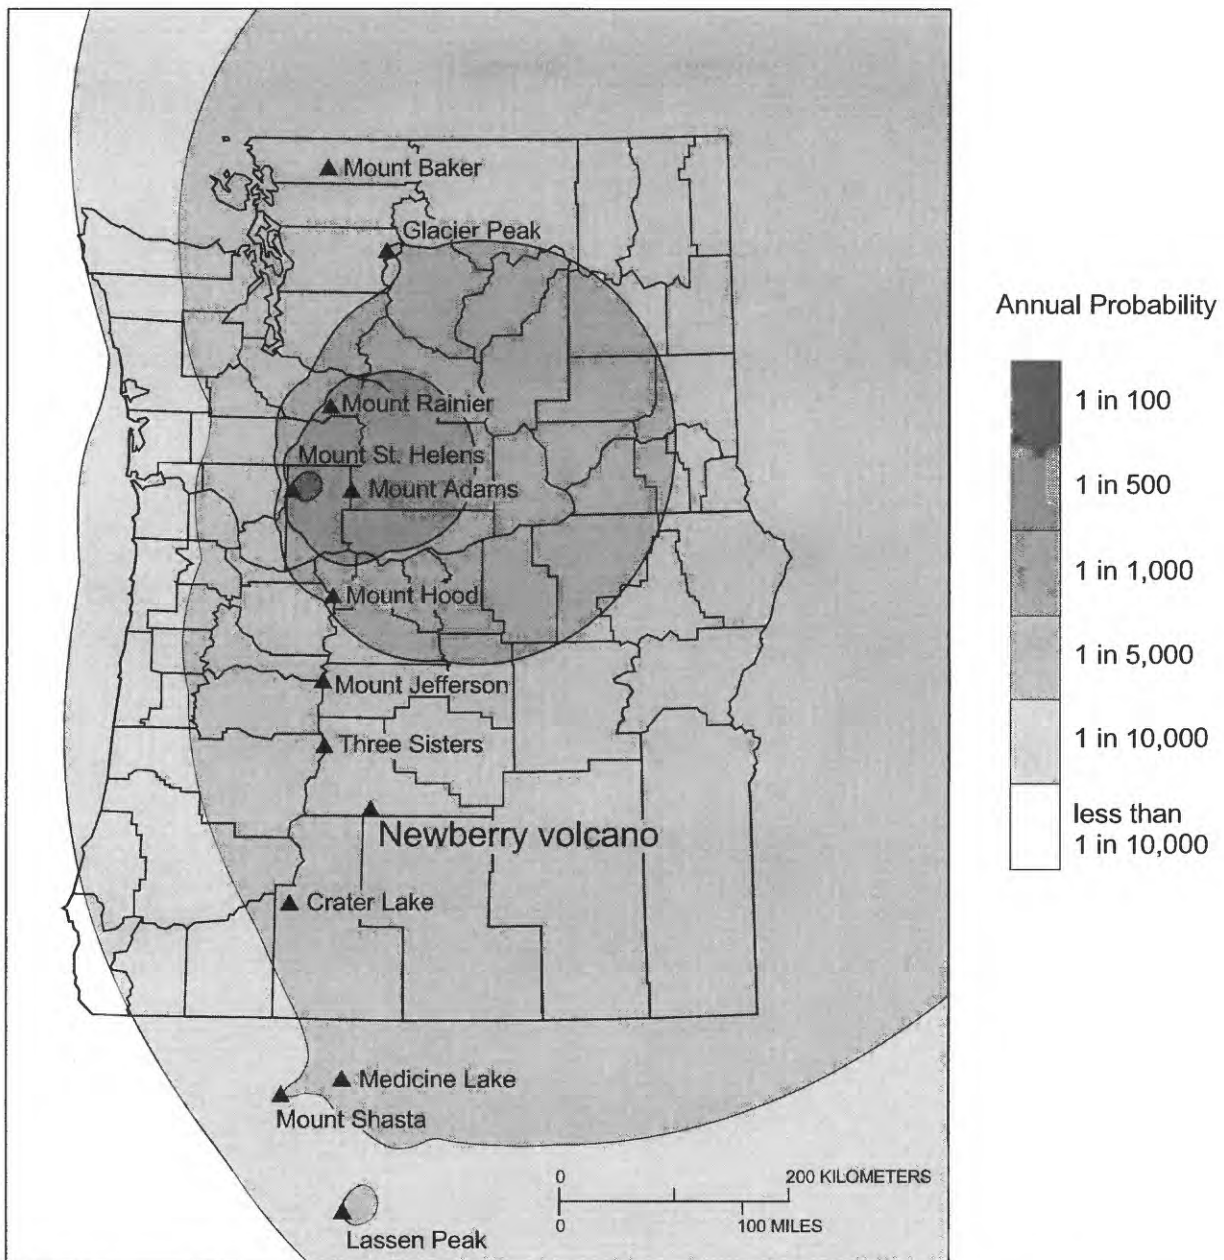 Mount Baker
Glacier Peak
Mount Rainier
Mount St. Helens
Mount Adams
Mount Hood
Mount Jefferson
Three Sisters
Newberry volcano
Crater Lake
Medicine Lake
Mount Shasta
Lassen Peak
0
200 KILOMETERS
0
100 MILES
Annual Probability
1 in 100
1 in 500
1 in 1,000
1 in 5,000
1 in 10,000
less than
1 in 10,000